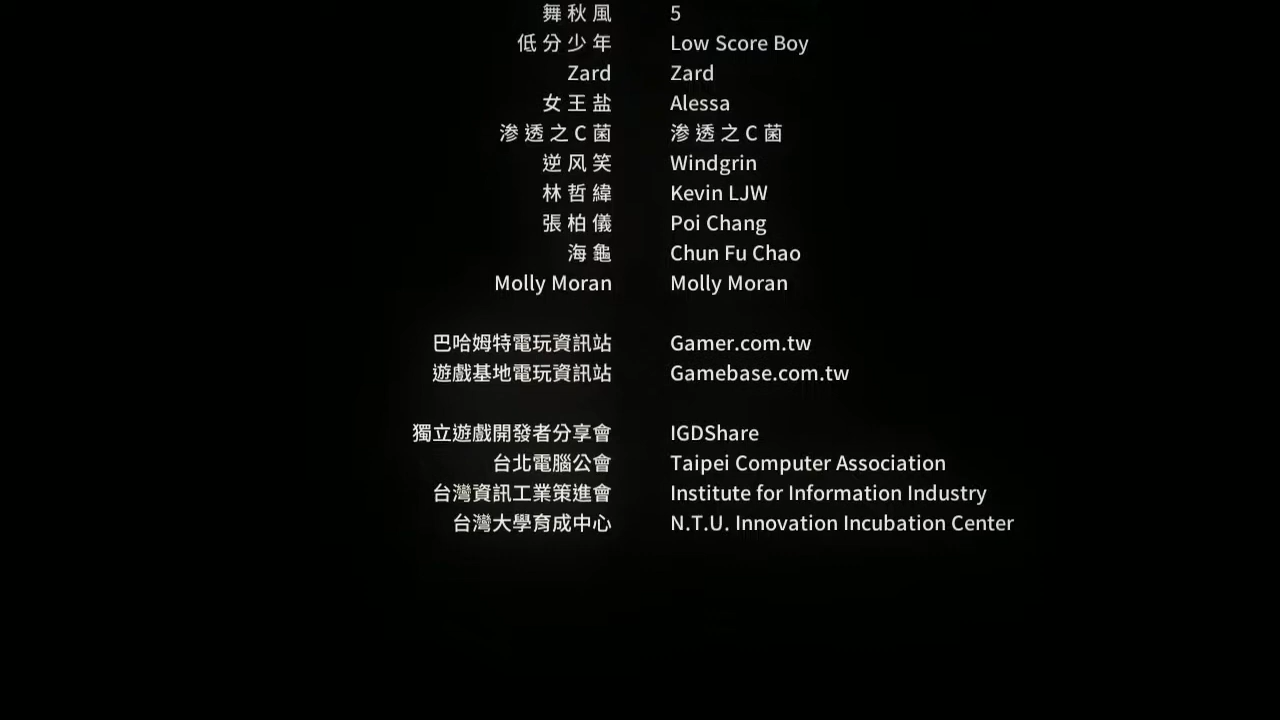 舞秋風 5
低分少年 Low Score Boy
Zard Zard
女王盐 Alessa
渗透之C菌 渗透之C菌
逆风笑 Windgrin
林哲緯 Kevin LJW
張柏儀 Poi Chang
海龜 Chun Fu Chao
Molly Moran Molly Moran
巴哈姆特電玩資訊站 Gamer.com.tw
遊戲基地電玩資訊站 Gamebase.com.tw
獨立遊戲開發者分享會 IGDShare
台北電腦公會 Taipei Computer Association
台灣資訊工業策進會 Institute for Information Industry
台灣大學育成中心 N.T.U. Innovation Incubation Center